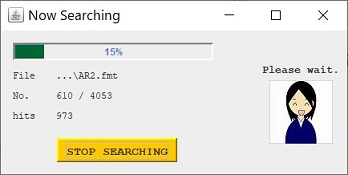 Now Searching
15%
File ...\AR2.fmt
No. 610 / 4053
hits 973
Please wait.
STOP SEARCHING